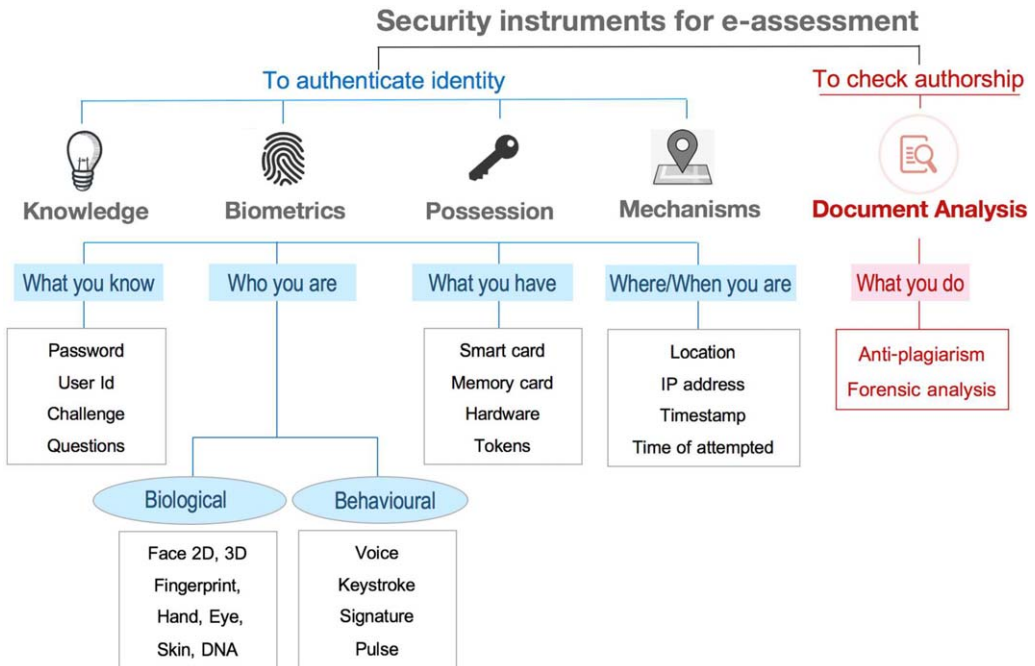 Security instruments for e-assessment
To authenticate identity
To check authorship
Knowledge
Biometrics
Possession
Mechanisms
Document Analysis
What you know
Who you are
What you have
Where/When you are
What you do
Password
User Id
Challenge
Questions
Smart card
Memory card
Hardware
Tokens
Location
IP address
Timestamp
Time of attempted
Anti-plagiarism
Forensic analysis
Biological
Behavioural
Face 2D, 3D
Fingerprint,
Hand, Eye,
Skin, DNA
Voice
Keystroke
Signature
Pulse